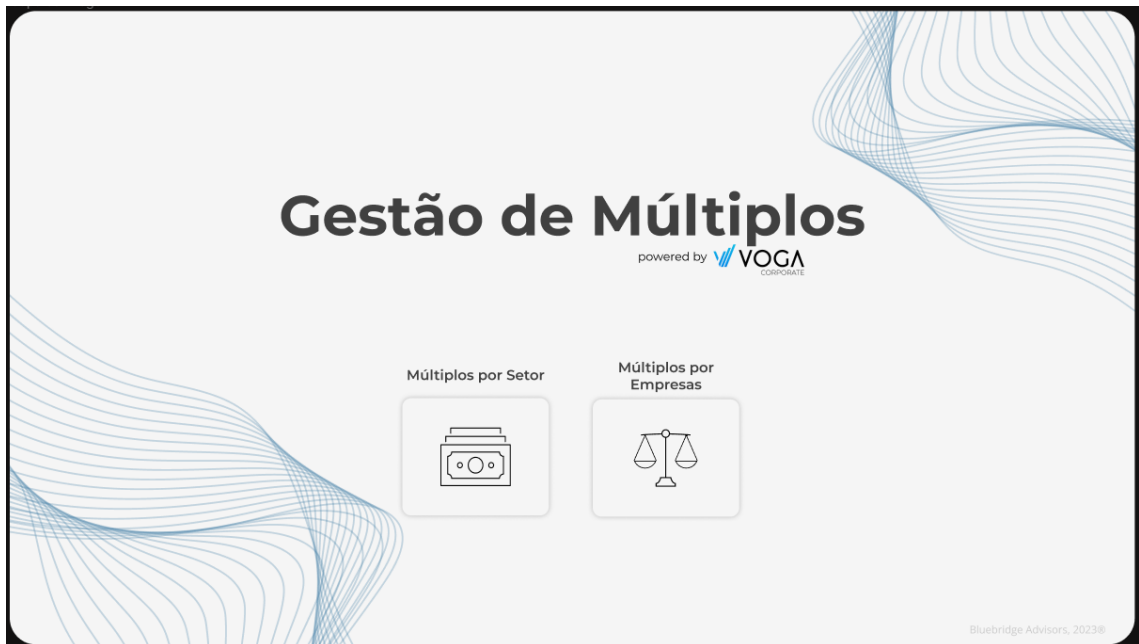 Gestão de Múltiplos
powered by VOGA
CORPORATE
Múltiplos por Setor
Múltiplos por
Empresas
Bluebridge Advisors, 2023®